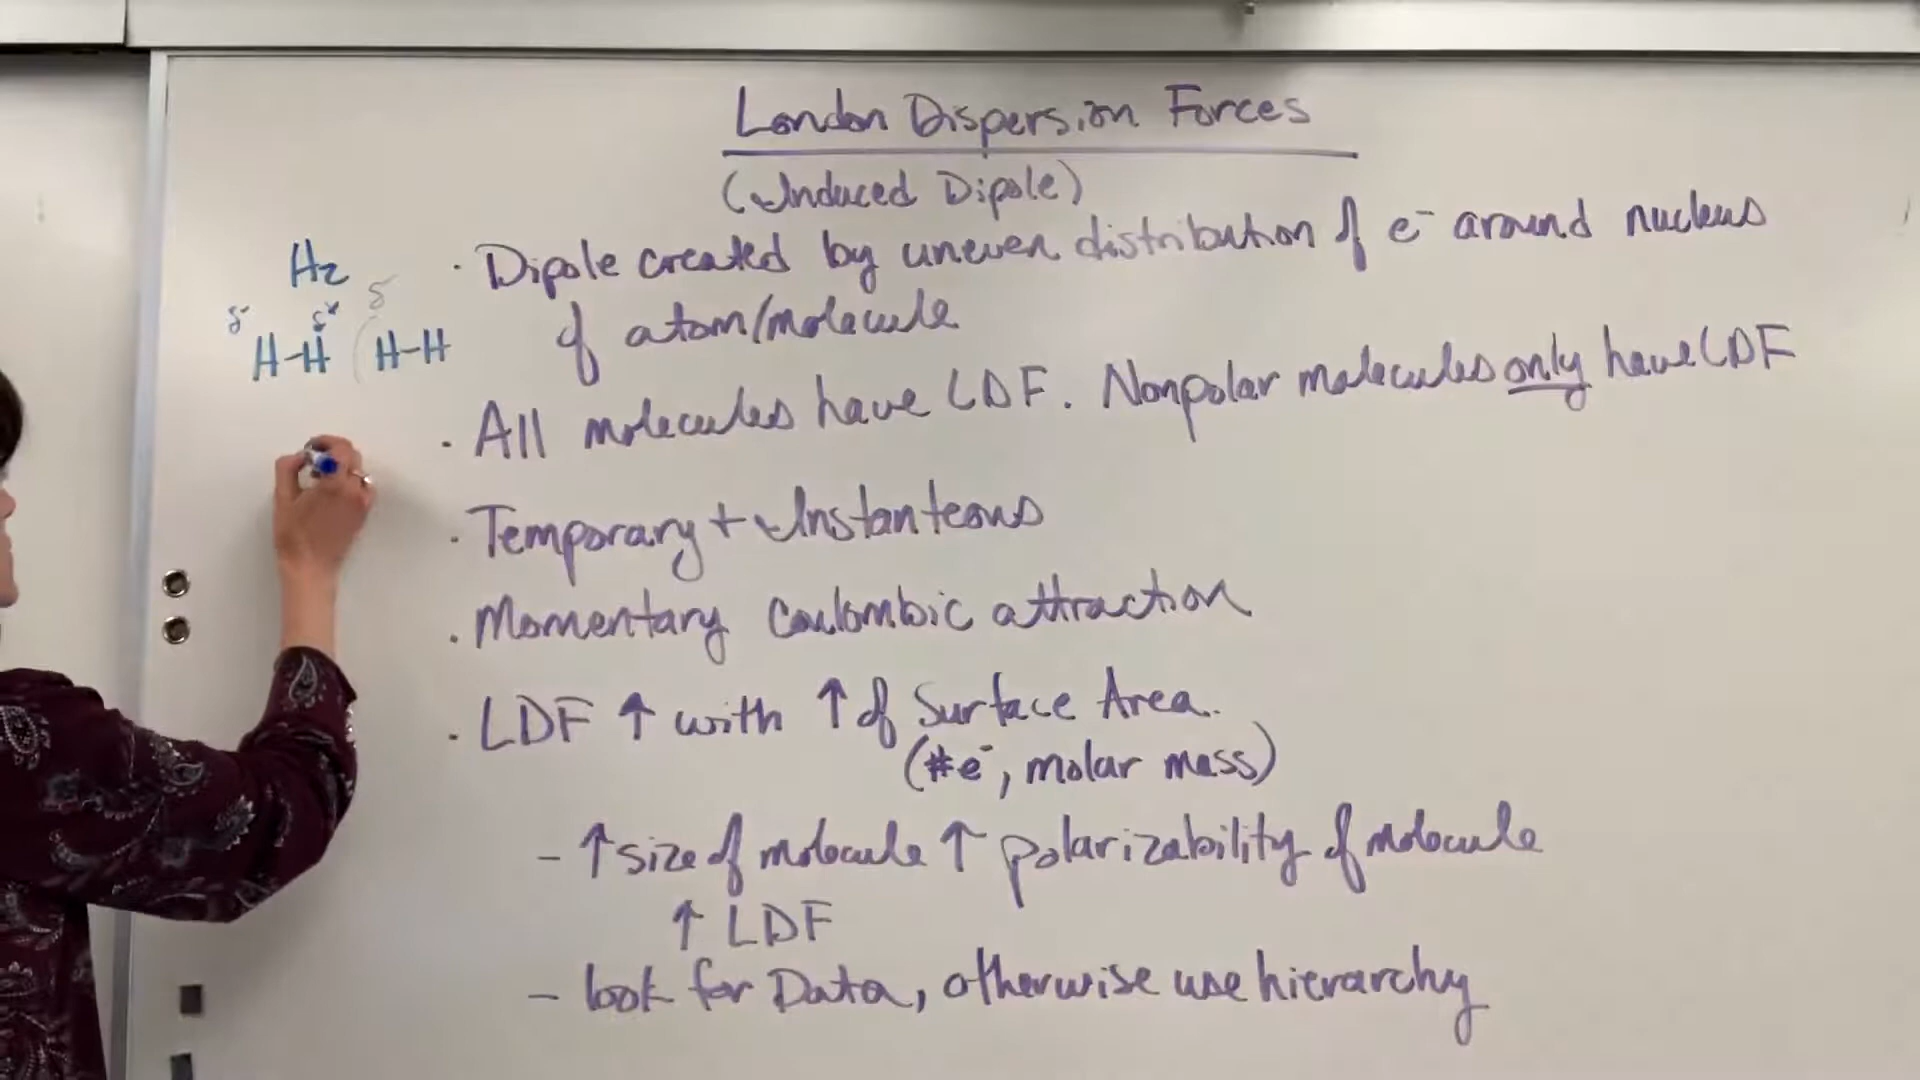 London Dispersion Forces
(Induced Dipole)
H₂
δ⁻ δ⁺ δ
H-H (H-H
· Dipole created by uneven distribution of e⁻ around nucleus
of atom/molecule
· All molecules have LDF. Nonpolar molecules only have LDF
· Temporary + Instanteous
· Momentary Coulombic attraction
· LDF ↑ with ↑ of Surface Area.
(#e⁻, molar mass)
- ↑ size of molecule ↑ polarizability of molecule
↑ LDF
- look for Data, otherwise use hierarchy